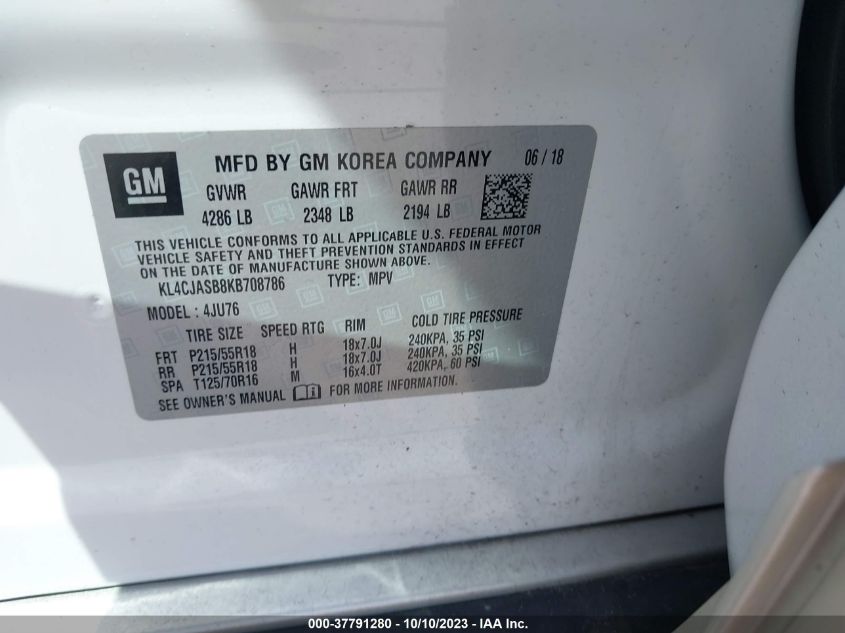 GM
MFD BY GM KOREA COMPANY 06 / 18
GVWR GAWR FRT GAWR RR
4286 LB 2348 LB 2194 LB
THIS VEHICLE CONFORMS TO ALL APPLICABLE U.S. FEDERAL MOTOR
VEHICLE SAFETY AND THEFT PREVENTION STANDARDS IN EFFECT
ON THE DATE OF MANUFACTURE SHOWN ABOVE.
KL4CJASB8KB708786 TYPE: MPV
MODEL : 4JU76
TIRE SIZE SPEED RTG RIM COLD TIRE PRESSURE
FRT P215/55R18 H 18x7.0J 240KPA, 35 PSI
RR P215/55R18 H 18x7.0J 240KPA, 35 PSI
SPA T125/70R16 M 16x4.0T 420KPA, 60 PSI
SEE OWNER'S MANUAL FOR MORE INFORMATION.
000-37791280 - 10/10/2023 - IAA Inc.